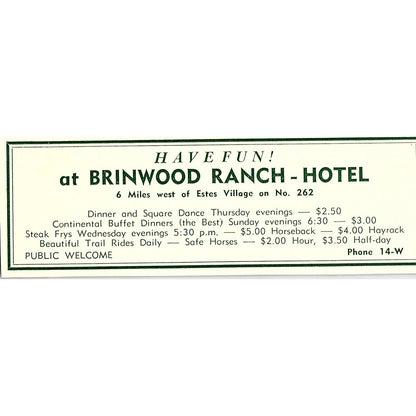 HAVE FUN!
at BRINWOOD RANCH - HOTEL
6 Miles west of Estes Village on No. 262
Dinner and Square Dance Thursday evenings — $2.50
Continental Buffet Dinners (the Best) Sunday evenings 6:30 — $3.00
Steak Frys Wednesday evenings 5:30 p.m. — $5.00 Horseback — $4.00 Hayrack
Beautiful Trail Rides Daily — Safe Horses — $2.00 Hour, $3.50 Half-day
PUBLIC WELCOME Phone 14-W